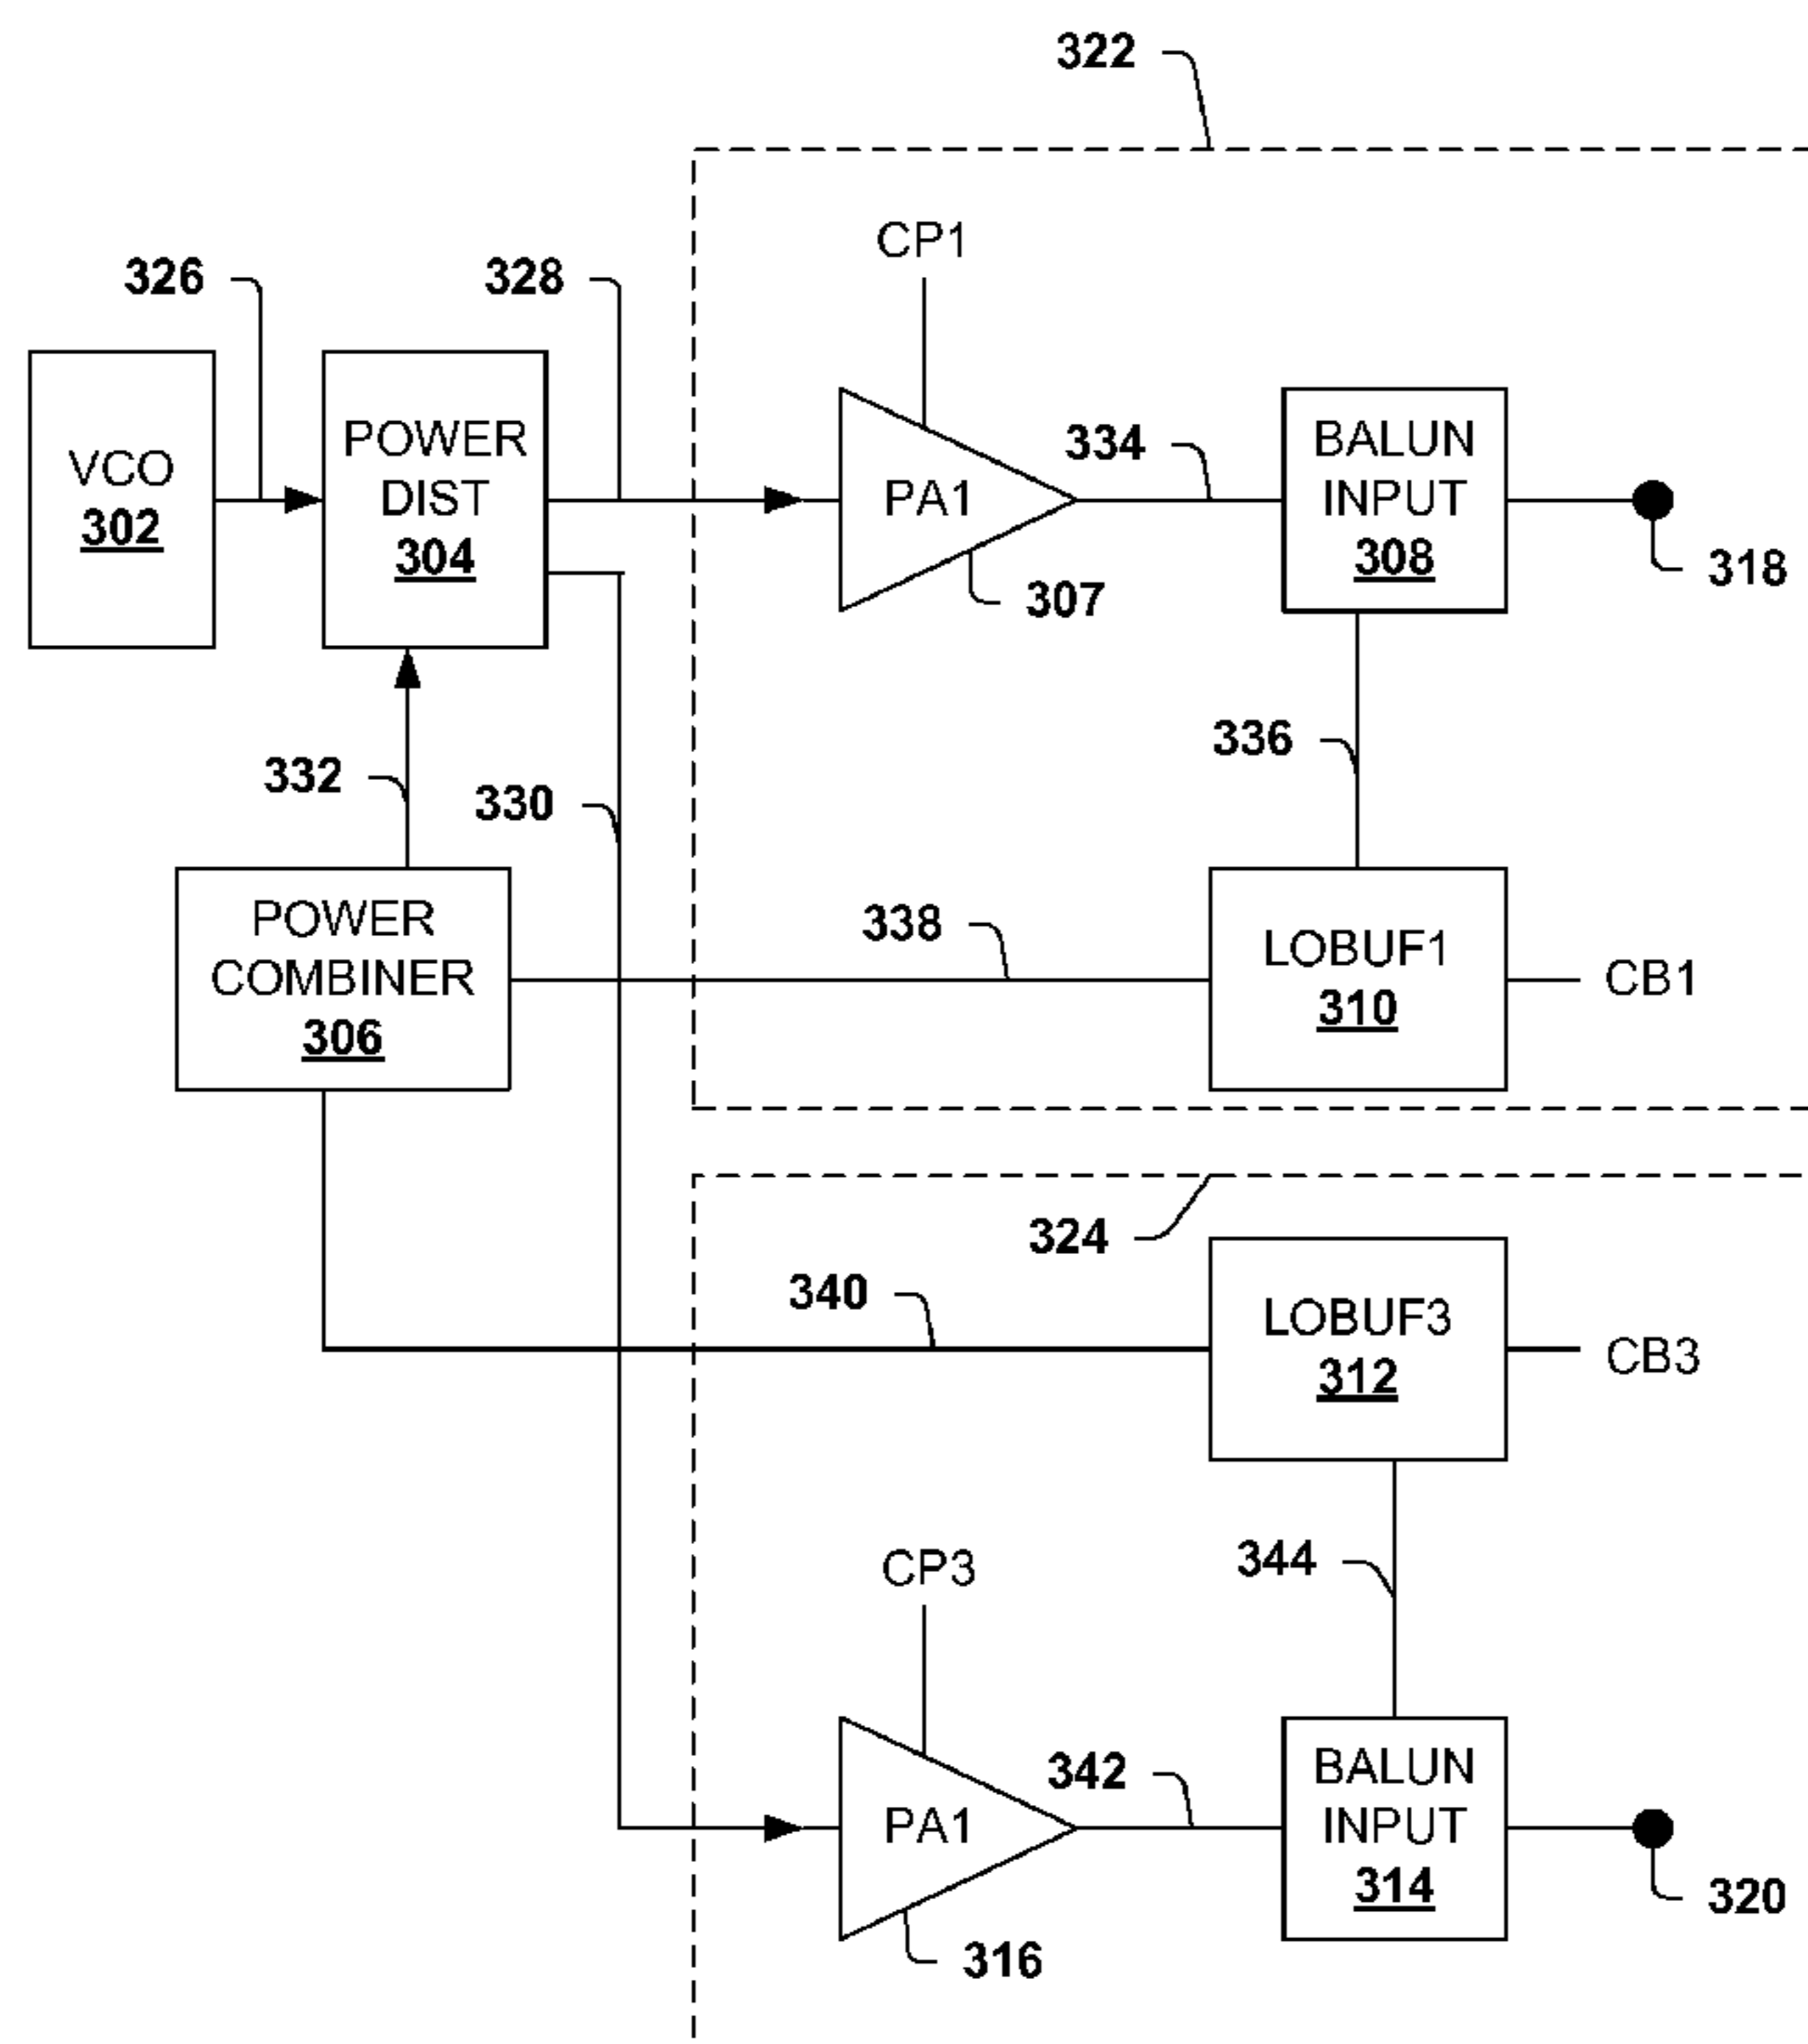 322
CP1
326
328
VCO
302
POWER
DIST
304
PA1
334
BALUN
INPUT
308
318
307
332
330
336
POWER
COMBINER
306
338
LOBUF1
310
CB1
324
340
LOBUF3
312
CB3
CP3
344
PA1
342
BALUN
INPUT
314
320
316